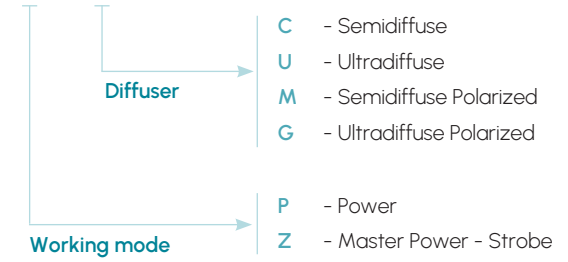 C - Semidiffuse
U - Ultradiffuse
Diffuser
M - Semidiffuse Polarized
G - Ultradiffuse Polarized
P - Power
Working mode
Z - Master Power - Strobe